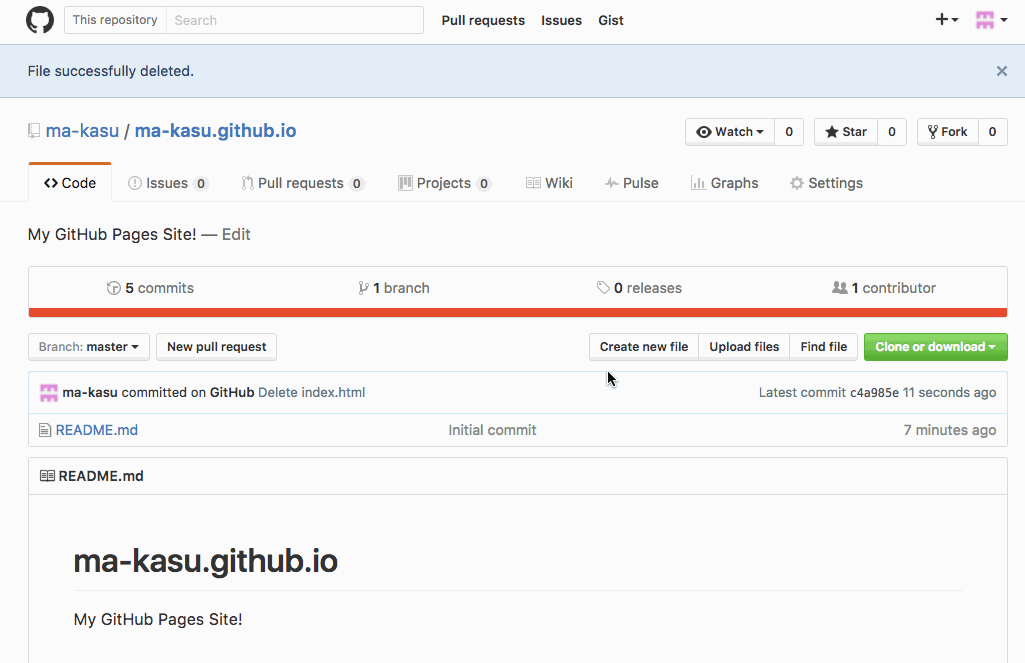 This repository Search Pull requests Issues Gist
File successfully deleted.
ma-kasu / ma-kasu.github.io Watch 0 Star 0 Fork 0
Code Issues 0 Pull requests 0 Projects 0 Wiki Pulse Graphs Settings
My GitHub Pages Site! — Edit
5 commits 1 branch 0 releases 1 contributor
Branch: master New pull request Create new file Upload files Find file Clone or download
ma-kasu committed on GitHub Delete index.html Latest commit c4a985e 11 seconds ago
README.md Initial commit 7 minutes ago
README.md
ma-kasu.github.io
My GitHub Pages Site!